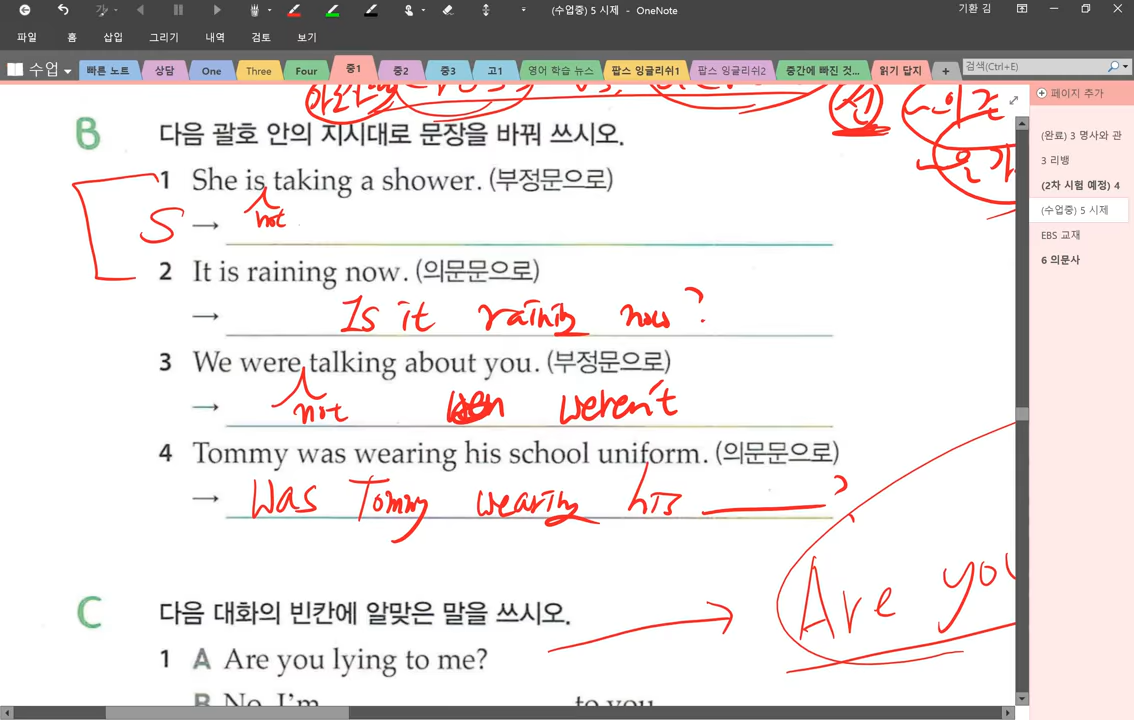 (수업중) 5 시제 - OneNote
기환 김
파일 홈 삽입 그리기 내역 검토 보기
수업 빠른 노트 상담 One Three Four 중1 중2 중3 고1 영어 학습 뉴스 팝스 잉글리쉬1 팝스 잉글리쉬2 중간에 빠진 것... 읽기 답지 + 검색(Ctrl+E)
페이지 추가
(완료) 3 명사와 관
3 리뱅
(2차 시험 예정) 4
(수업중) 5 시제
EBS 교재
6 의문사
B 다음 괄호 안의 지시대로 문장을 바꿔 쓰시오.
1 She is taking a shower. (부정문으로)
S → not
2 It is raining now. (의문문으로)
→ Is it raining now?
3 We were talking about you. (부정문으로)
→ not weren't
4 Tommy was wearing his school uniform. (의문문으로)
→ Was Tommy wearing his ?
Are you
C 다음 대화의 빈칸에 알맞은 말을 쓰시오.
1 A Are you lying to me?
B No, I'm to you